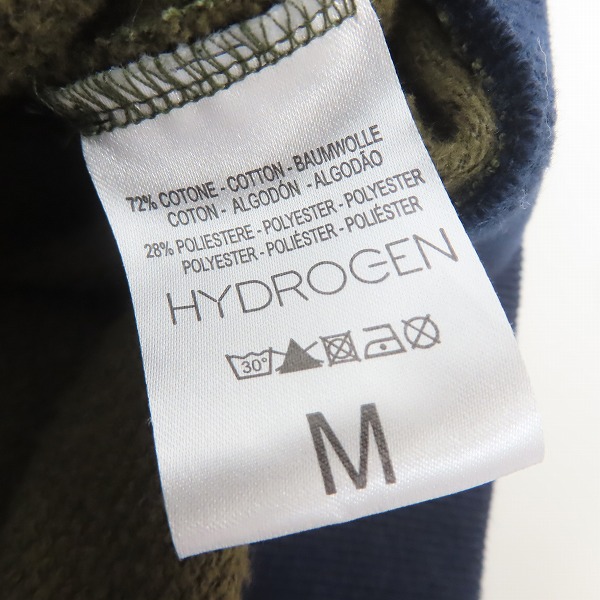 72% COTONE - COTTON - BAUMWOLLE
COTON - ALGODÓN - ALGODÃO
28% POLIESTERE - POLYESTER - POLYESTER
POLYESTER - POLIÉSTER - POLIÉSTER
HYDROGEN
30°
M